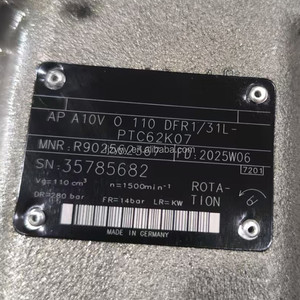 AP A10V O 110 DFR1/31L-
PTC62K07
MNR: FD: 2025W06
SN: 35785682 7201
Vg=110 cm³ n=1500min⁻¹ ROTA-
DR=280 bar FR=14bar LR= KW TION
MADE IN GERMANY